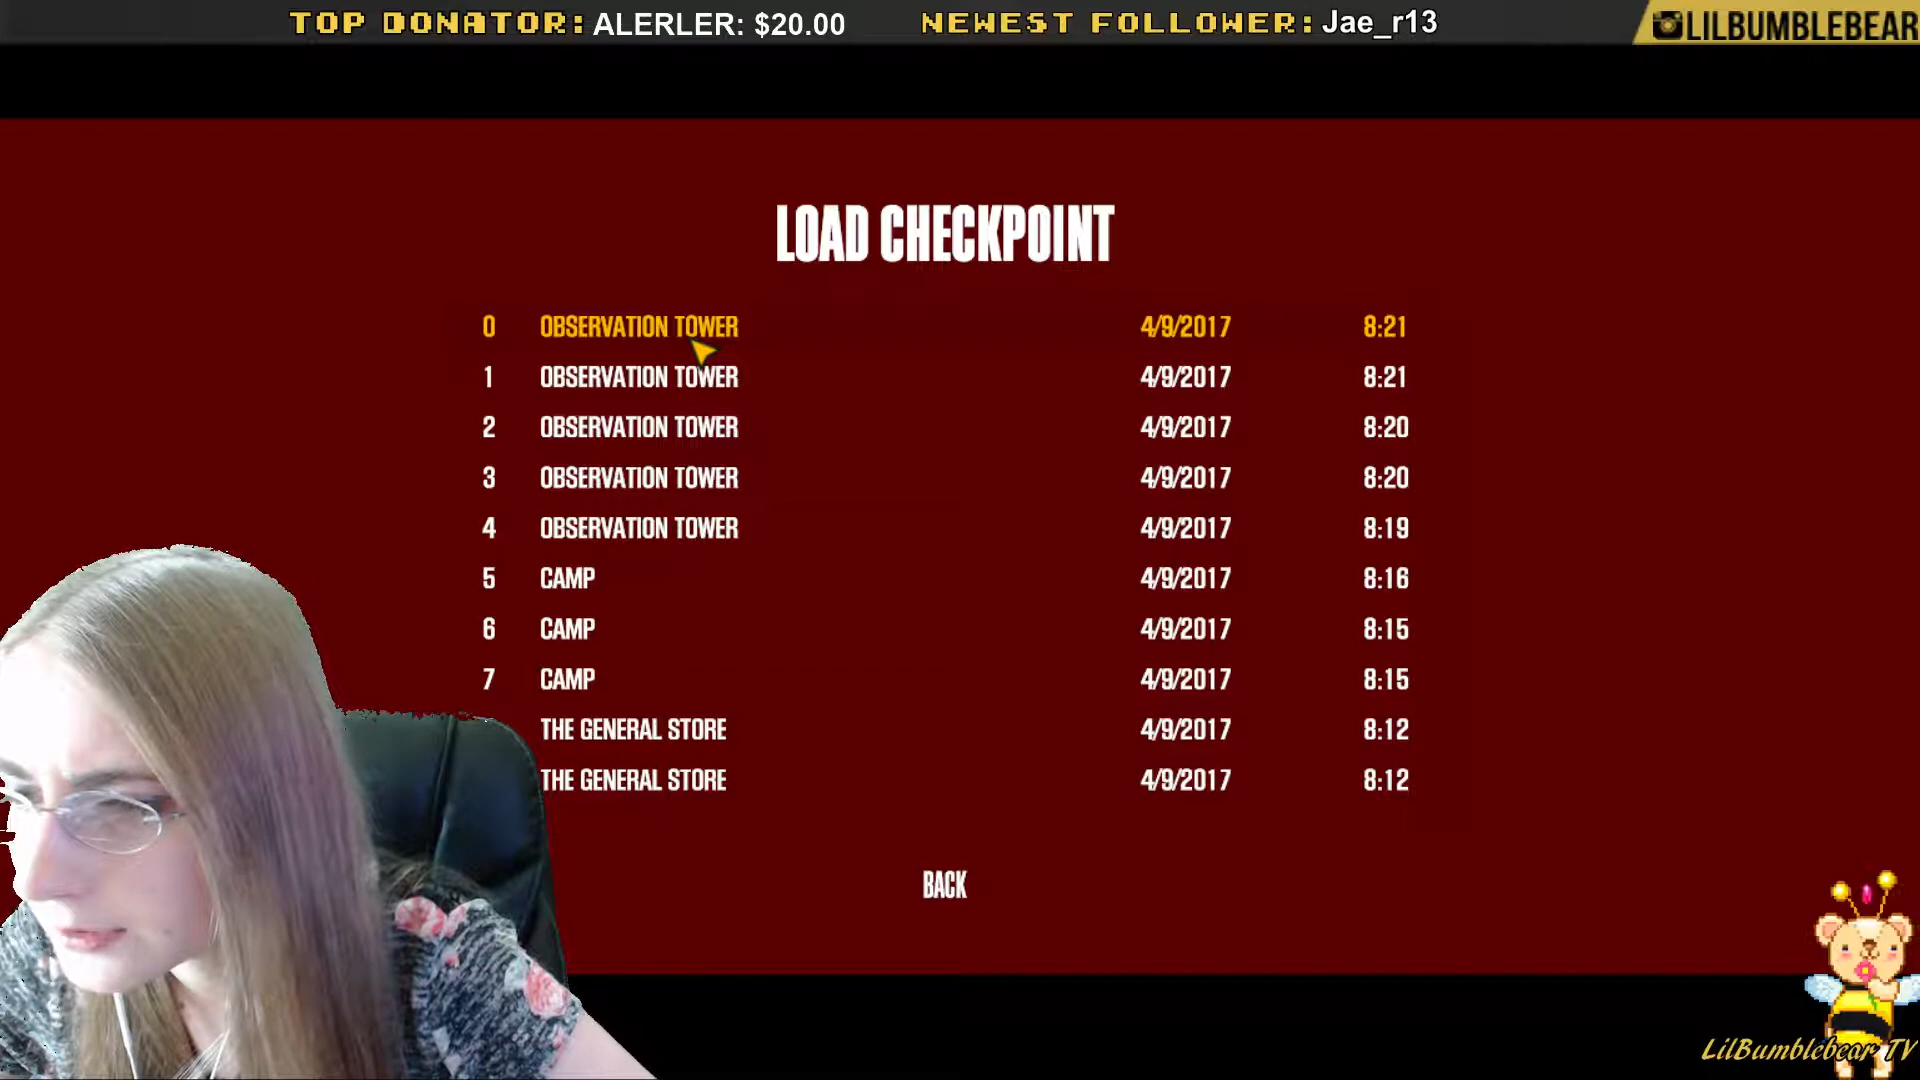 TOP DONATOR: ALERLER: $20.00 NEWEST FOLLOWER: Jae_r13 LILBUMBLEBEAR
LOAD CHECKPOINT
0 OBSERVATION TOWER 4/9/2017 8:21
1 OBSERVATION TOWER 4/9/2017 8:21
2 OBSERVATION TOWER 4/9/2017 8:20
3 OBSERVATION TOWER 4/9/2017 8:20
4 OBSERVATION TOWER 4/9/2017 8:19
5 CAMP 4/9/2017 8:16
6 CAMP 4/9/2017 8:15
7 CAMP 4/9/2017 8:15
THE GENERAL STORE 4/9/2017 8:12
THE GENERAL STORE 4/9/2017 8:12
BACK
LilBumblebear TV